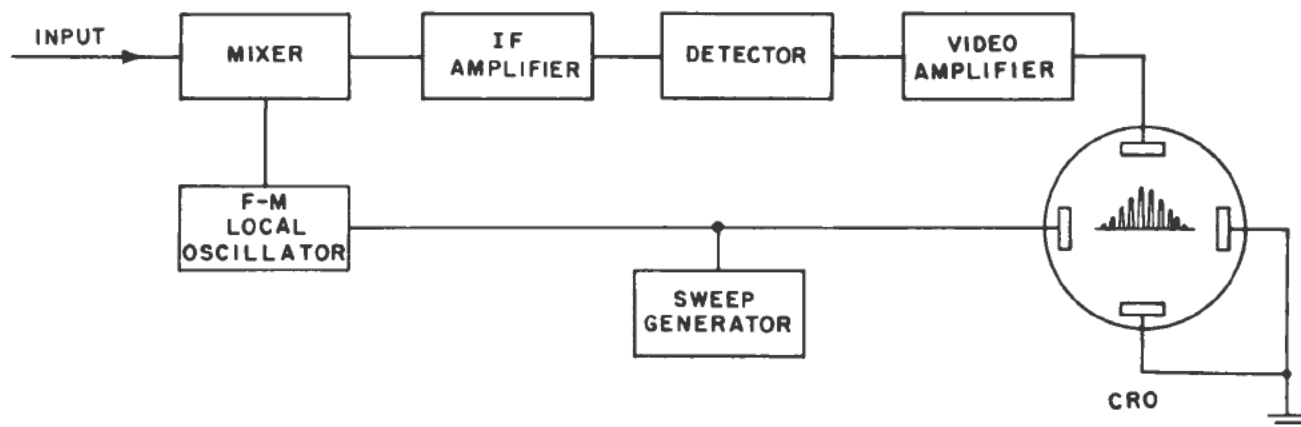 INPUT
MIXER
IF
AMPLIFIER
DETECTOR
VIDEO
AMPLIFIER
F-M
LOCAL
OSCILLATOR
SWEEP
GENERATOR
CRO